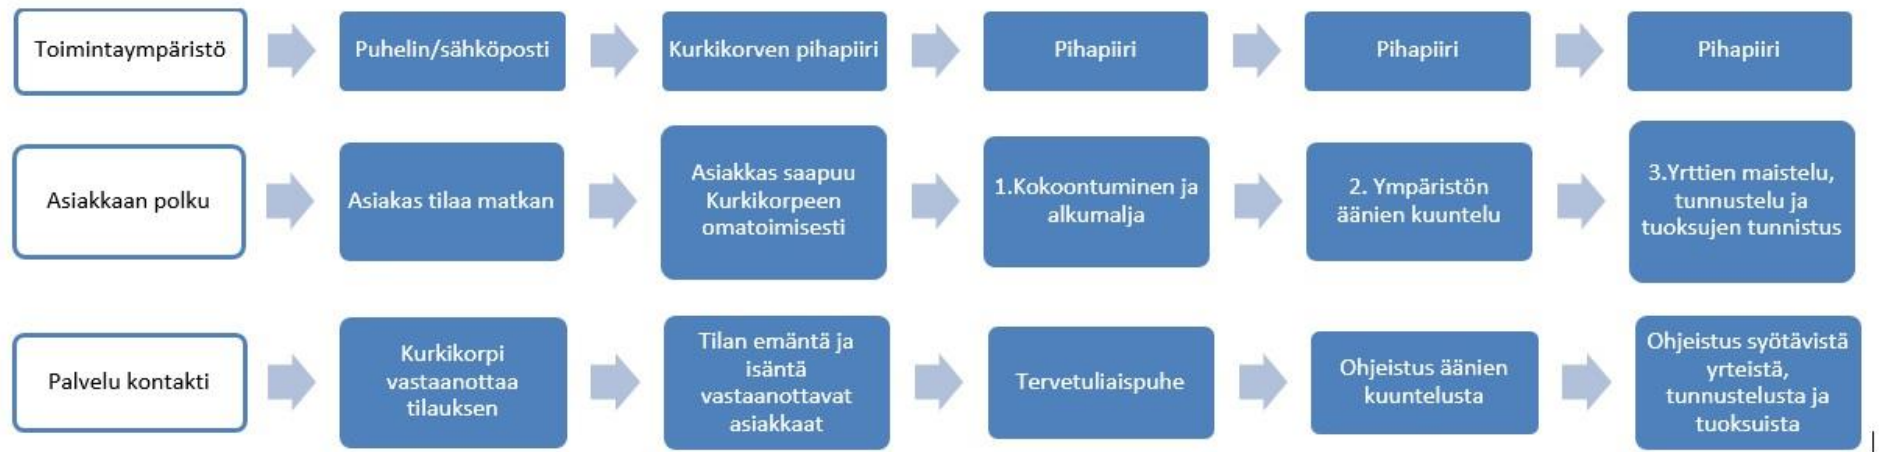 Toimintaympäristö
Puhelin/sähköposti
Kurkikorven pihapiiri
Pihapiiri
Pihapiiri
Pihapiiri
Asiakkaan polku
Asiakas tilaa matkan
Asiakkas saapuu
Kurkikorpeen
omatoimisesti
1.Kokoontuminen ja
alkumalja
2. Ympäristön
äänien kuuntelu
3.Yrttien maistelu,
tunnustelu ja
tuoksujen tunnistus
Palvelu kontakti
Kurkikorpi
vastaanottaa
tilauksen
Tilan emäntä ja
isäntä
vastaanottavat
asiakkaat
Tervetuliaispuhe
Ohjeistus äänien
kuuntelusta
Ohjeistus syötävistä
yrteistä,
tunnustelusta ja
tuoksuista